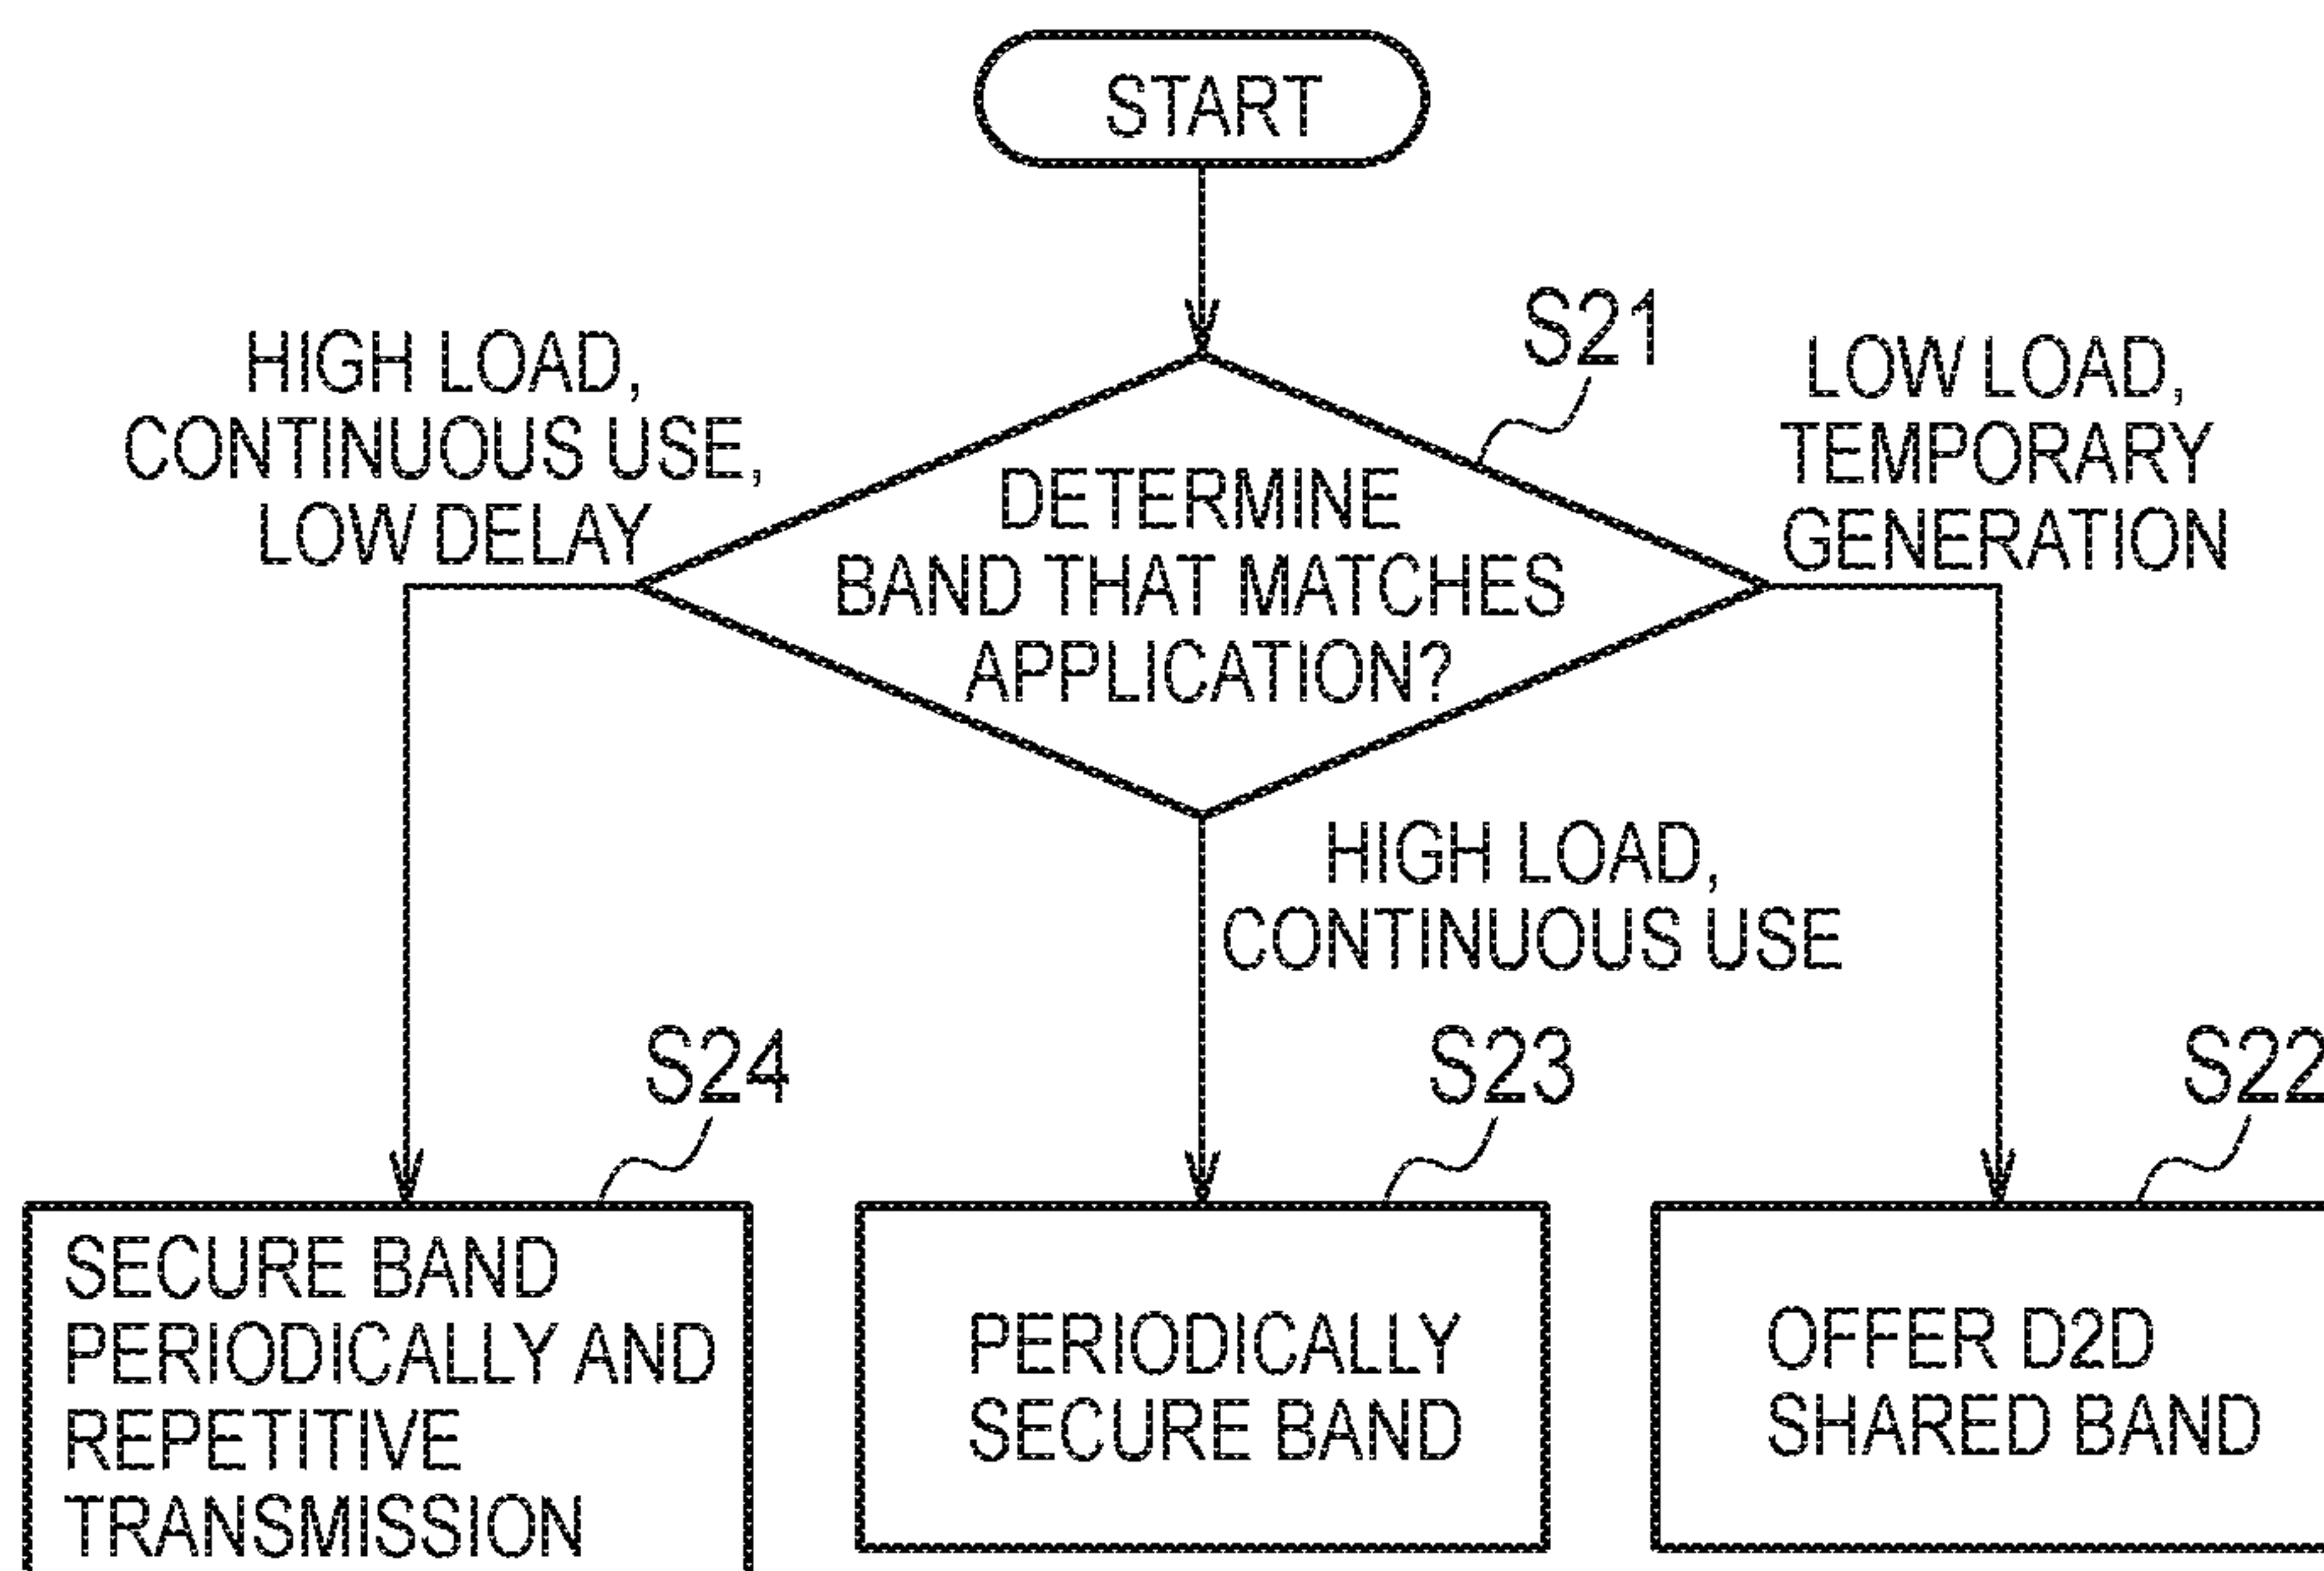 START
S21
HIGH LOAD,
CONTINUOUS USE,
LOW DELAY
DETERMINE
BAND THAT MATCHES
APPLICATION?
LOW LOAD,
TEMPORARY
GENERATION
HIGH LOAD,
CONTINUOUS USE
S24
SECURE BAND
PERIODICALLY AND
REPETITIVE
TRANSMISSION
S23
PERIODICALLY
SECURE BAND
S22
OFFER D2D
SHARED BAND